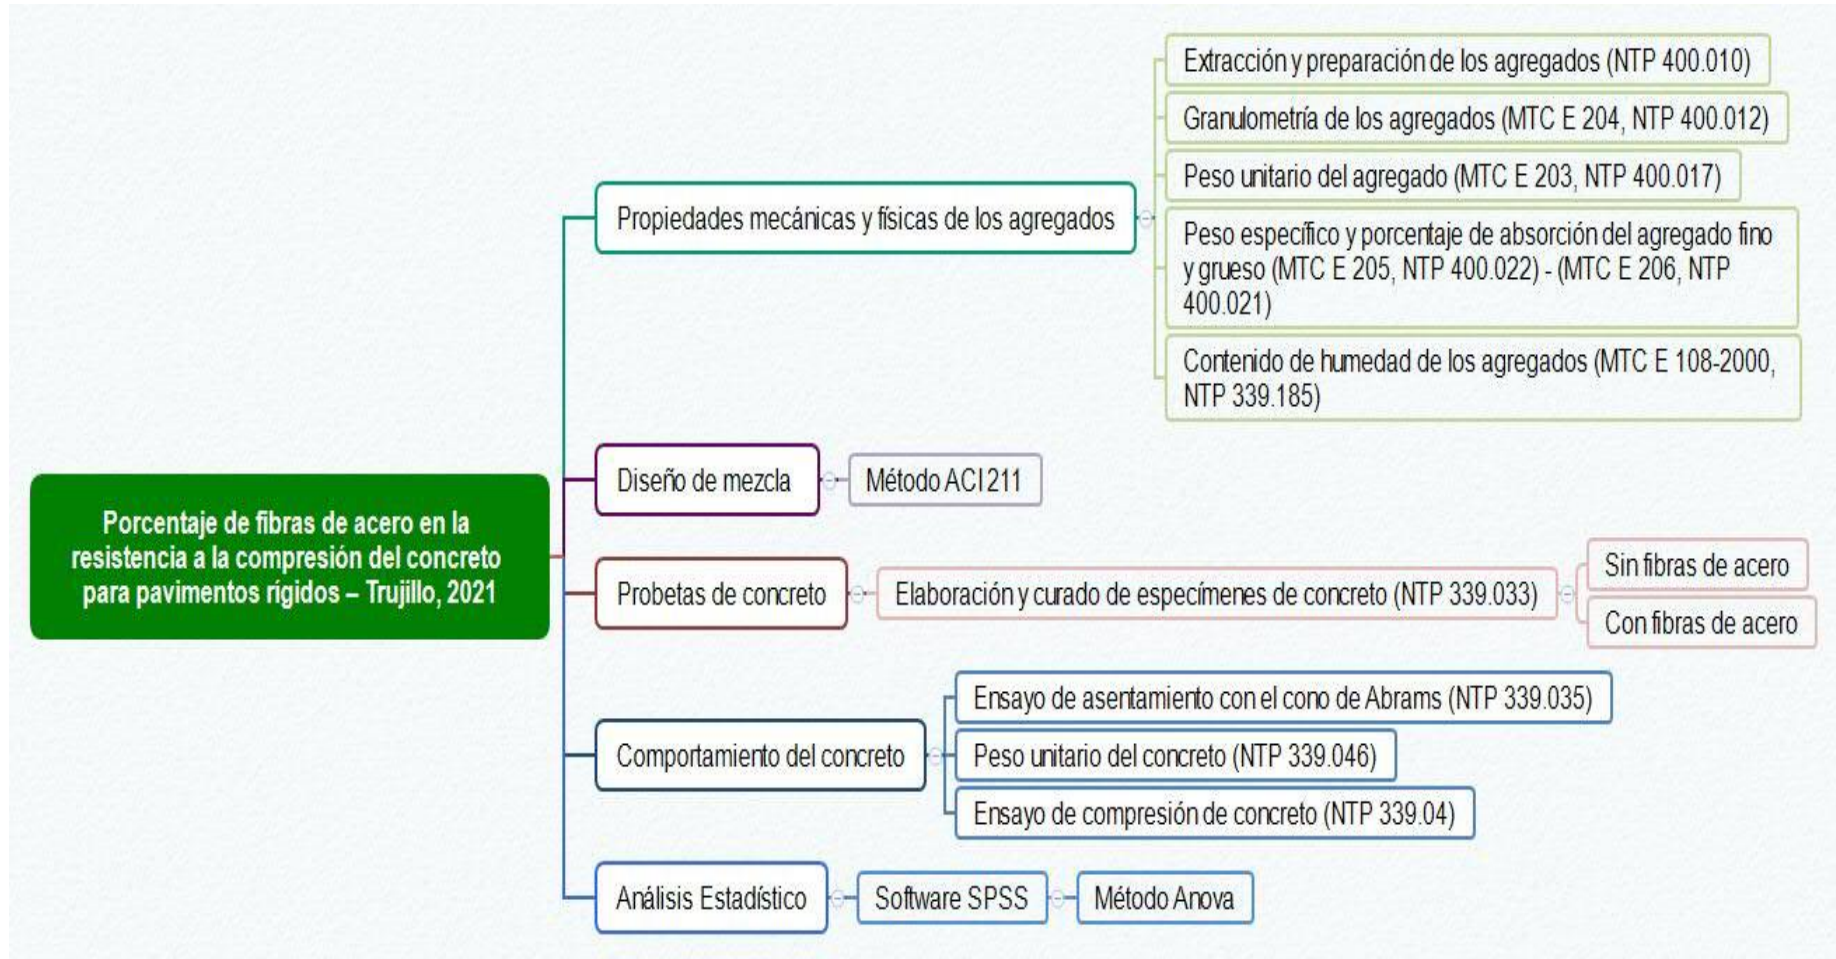 Porcentaje de fibras de acero en la
resistencia a la compresión del concreto
para pavimentos rígidos – Trujillo, 2021
Propiedades mecánicas y físicas de los agregados
Extracción y preparación de los agregados (NTP 400.010)
Granulometría de los agregados (MTC E 204, NTP 400.012)
Peso unitario del agregado (MTC E 203, NTP 400.017)
Peso específico y porcentaje de absorción del agregado fino
y grueso (MTC E 205, NTP 400.022) - (MTC E 206, NTP
400.021)
Contenido de humedad de los agregados (MTC E 108-2000,
NTP 339.185)
Diseño de mezcla
Método ACI 211
Probetas de concreto
Elaboración y curado de especímenes de concreto (NTP 339.033)
Sin fibras de acero
Con fibras de acero
Comportamiento del concreto
Ensayo de asentamiento con el cono de Abrams (NTP 339.035)
Peso unitario del concreto (NTP 339.046)
Ensayo de compresión de concreto (NTP 339.04)
Análisis Estadístico
Software SPSS
Método Anova